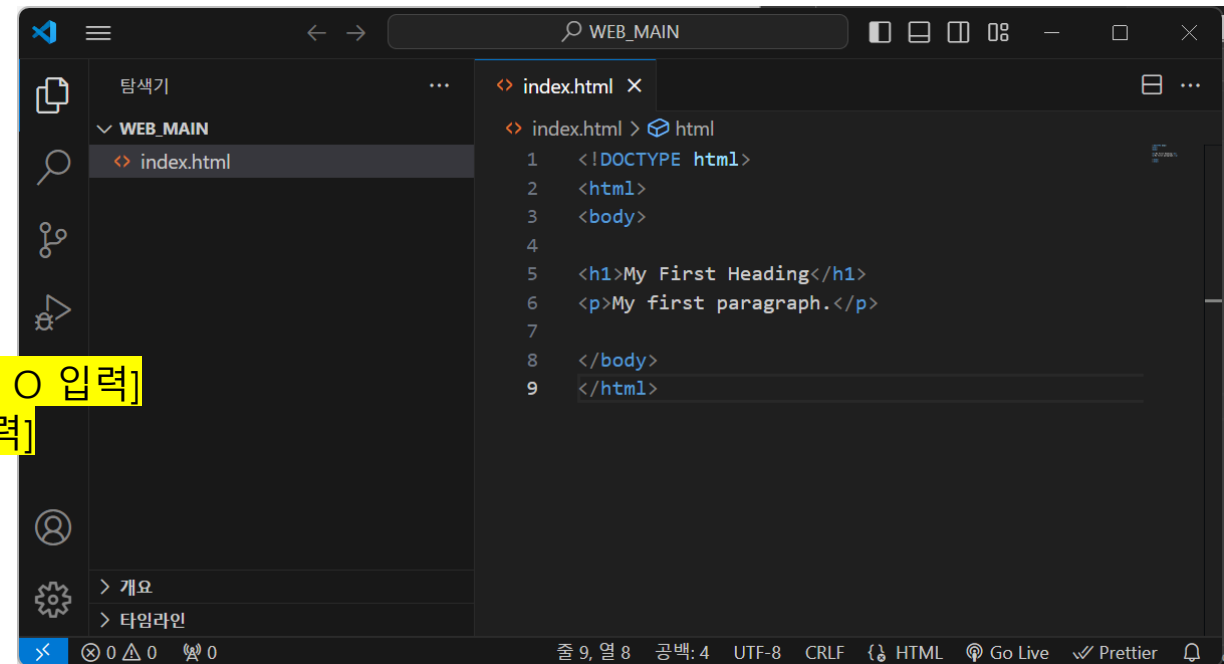 WEB_MAIN
탐색기 ...
index.html
WEB_MAIN
index.html > html
index.html
1 <!DOCTYPE html>
2 <html>
3 <body>
4
5 <h1>My First Heading</h1>
6 <p>My first paragraph.</p>
7
8 </body>
9 </html>
O 입력]
력]
개요
타임라인
0 0 0 줄 9, 열 8 공백: 4 UTF-8 CRLF HTML Go Live Prettier